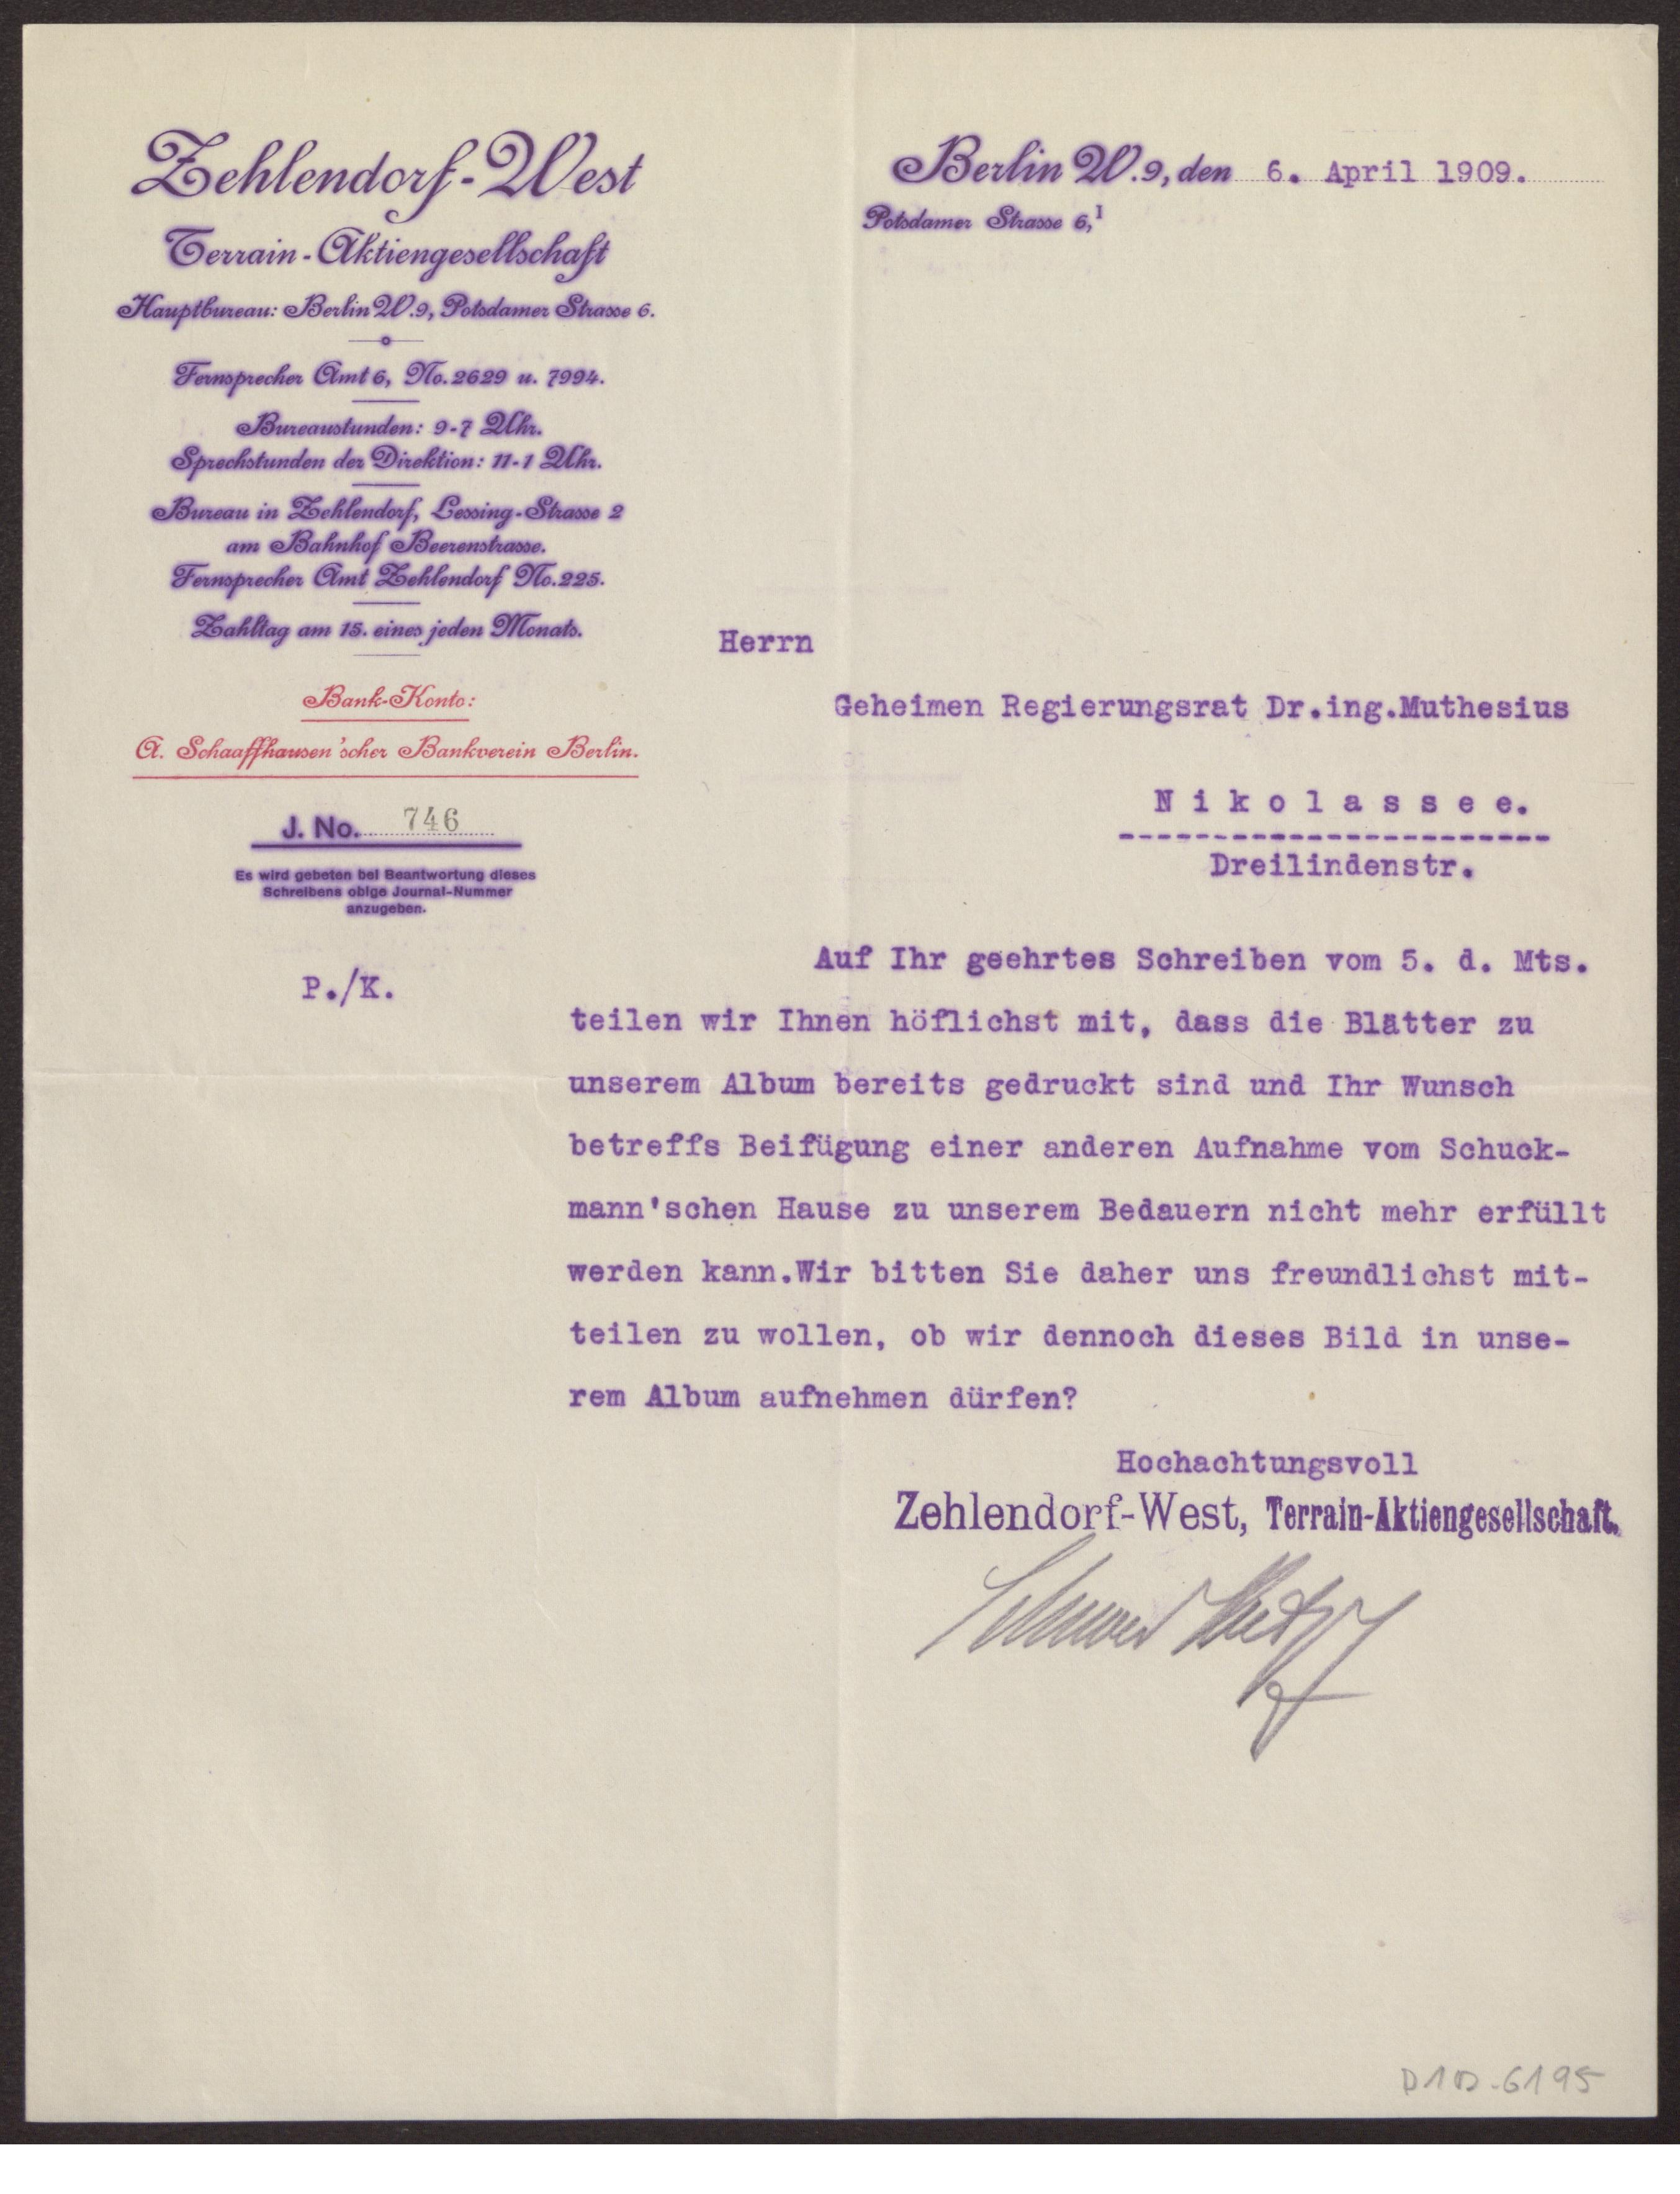 Zehlendorf-West
Terrain-Aktiengesellschaft
Hauptbureau: Berlin W.9, Potsdamer Strasse 6.
Fernsprecher Amt 6, No. 2629 u. 7994.
Bureaustunden: 9-7 Uhr.
Sprechstunden der Direktion: 11-1 Uhr.
Bureau in Zehlendorf, Lessing-Strasse 2
am Bahnhof Beerenstrasse.
Fernsprecher Amt Zehlendorf No. 225.
Zahltag am 15. eines jeden Monats.
Bank-Konto:
A. Schaaffhausen'scher Bankverein Berlin.
J. No. 746
Es wird gebeten bei Beantwortung dieses
Schreibens obige Journal-Nummer
anzugeben.
P./K.
Berlin W.9, den 6. April 1909.
Potsdamer Strasse 6,I
Herrn
Geheimen Regierungsrat Dr.ing.Muthesius
Nikolassee.
Dreilindenstr.
Auf Ihr geehrtes Schreiben vom 5. d. Mts.
teilen wir Ihnen höflichst mit, dass die Blätter zu
unserem Album bereits gedruckt sind und Ihr Wunsch
betreffs Beifügung einer anderen Aufnahme vom Schuck-
mann'schen Hause zu unserem Bedauern nicht mehr erfüllt
werden kann.Wir bitten Sie daher uns freundlichst mit-
teilen zu wollen, ob wir dennoch dieses Bild in unse-
rem Album aufnehmen dürfen?
Hochachtungsvoll
Zehlendorf-West, Terrain-Aktiengesellschaft.
D1D-6195